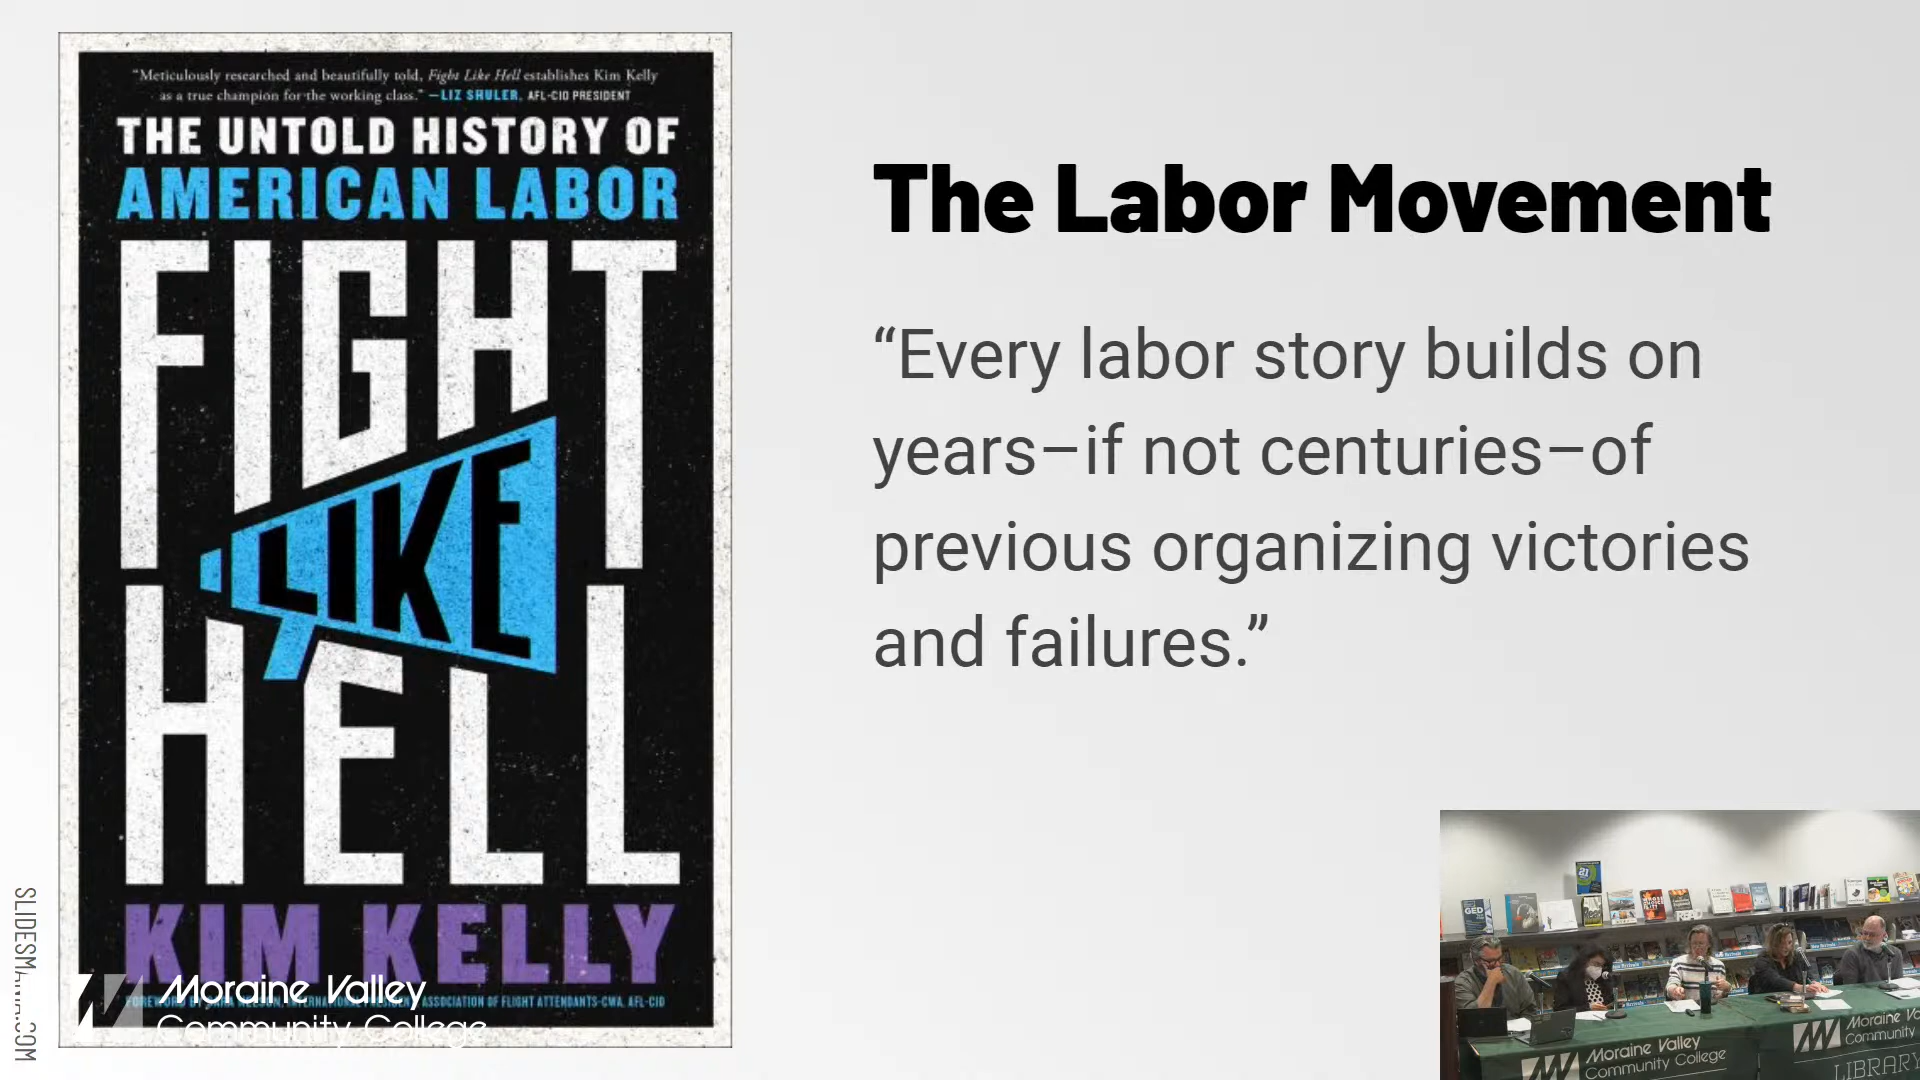 "Meticulously researched and beautifully told, Fight Like Hell establishes Kim Kelly
as a true champion for the working class." —LIZ SHULER, AFL-CIO PRESIDENT
THE UNTOLD HISTORY OF
AMERICAN LABOR
FIGHT
LIKE
HELL
KIM KELLY
ASSOCIATION OF FLIGHT ATTENDANTS-CWA, AFL-CIO
Moraine Valley
Community College
The Labor Movement
“Every labor story builds on
years–if not centuries–of
previous organizing victories
and failures.”
Moraine Valley
Community College
Community
LIBRARY
GED